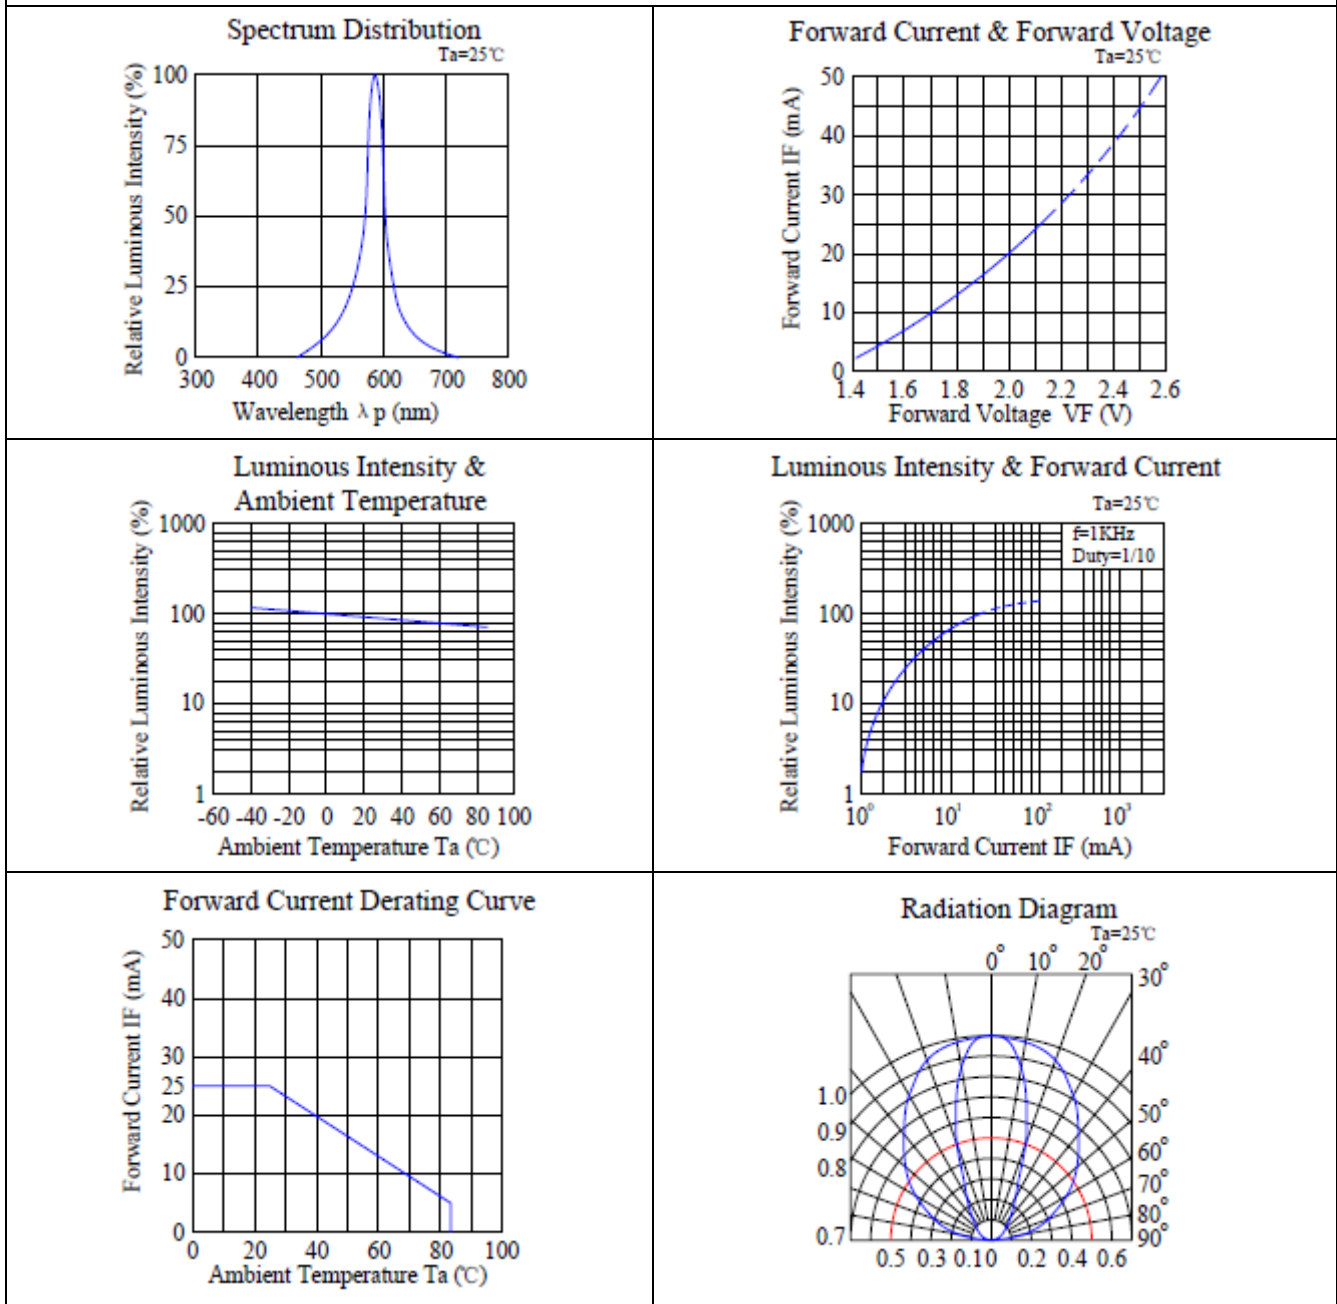 Spectrum Distribution
Ta=25℃
Relative Luminous Intensity (%)
100
75
50
25
0
300 400 500 600 700 800
Wavelength λ p (nm)
Forward Current & Forward Voltage
Ta=25℃
Forward Current IF (mA)
50
40
30
20
10
0
1.4 1.6 1.8 2.0 2.2 2.4 2.6
Forward Voltage VF (V)
Luminous Intensity &
Ambient Temperature
Relative Luminous Intensity (%)
1000
100
10
1
-60 -40 -20 0 20 40 60 80 100
Ambient Temperature Ta (℃)
Luminous Intensity & Forward Current
Ta=25℃
f=1KHz
Duty=1/10
Relative Luminous Intensity (%)
1000
100
10
1
10⁰ 10¹ 10² 10³
Forward Current IF (mA)
Forward Current Derating Curve
Forward Current IF (mA)
50
40
30
25
20
10
0
0 20 40 60 80 100
Ambient Temperature Ta (℃)
Radiation Diagram
Ta=25℃
0° 10° 20°
30°
40°
50°
60°
70°
80°
90°
1.0
0.9
0.8
0.7
0.5 0.3 0.1 0 0.2 0.4 0.6